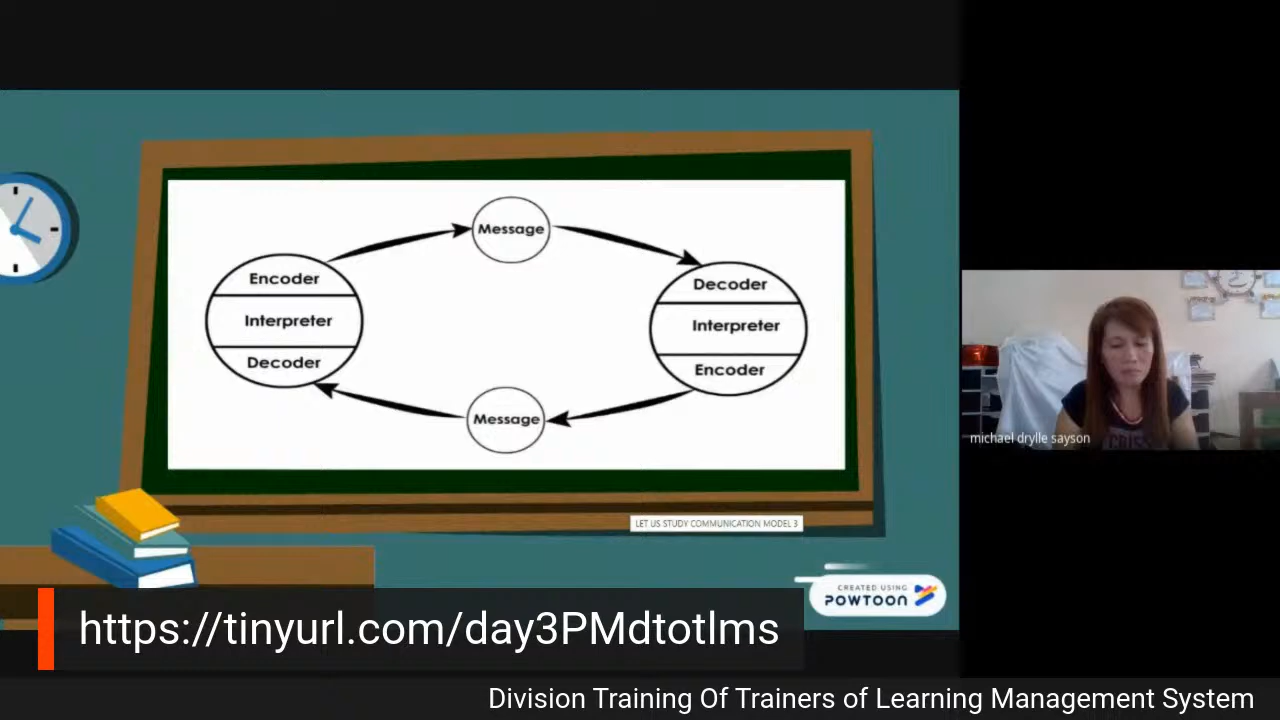 Message
Encoder
Interpreter
Decoder
Decoder
Interpreter
Encoder
Message
LET US STUDY COMMUNICATION MODEL 3
michael drylle sayson
CREATED USING
POWTOON
https://tinyurl.com/day3PMdtotlms
Division Training Of Trainers of Learning Management System